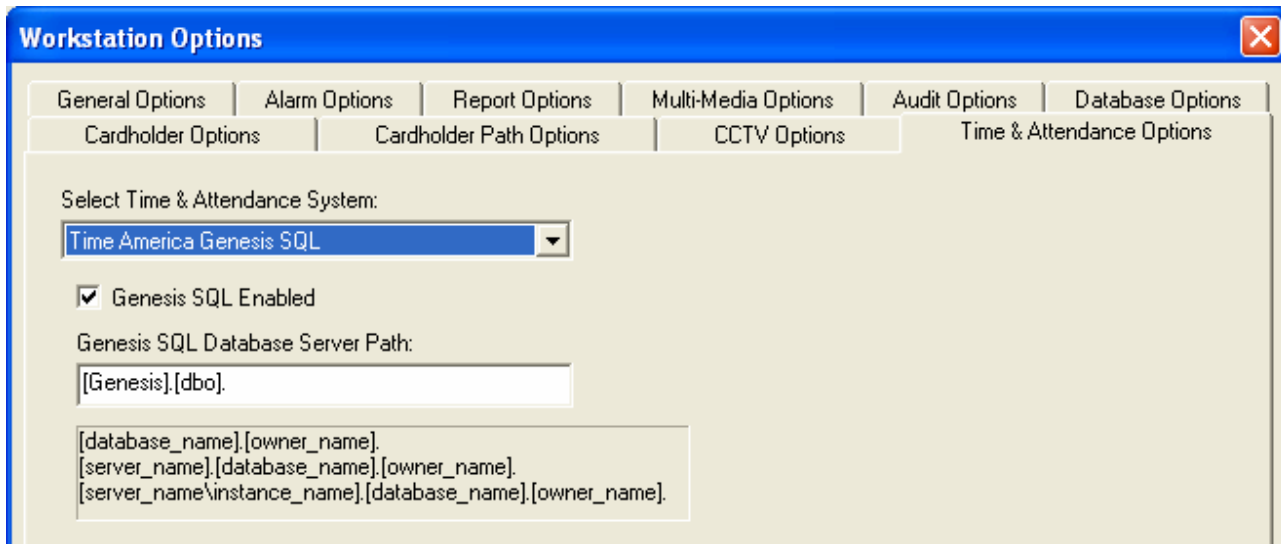 Workstation Options
General Options Alarm Options Report Options Multi-Media Options Audit Options Database Options
Cardholder Options Cardholder Path Options CCTV Options Time & Attendance Options
Select Time & Attendance System:
Time America Genesis SQL
Genesis SQL Enabled
Genesis SQL Database Server Path:
[Genesis].[dbo].
[database_name].[owner_name].
[server_name].[database_name].[owner_name].
[server_name\instance_name].[database_name].[owner_name].